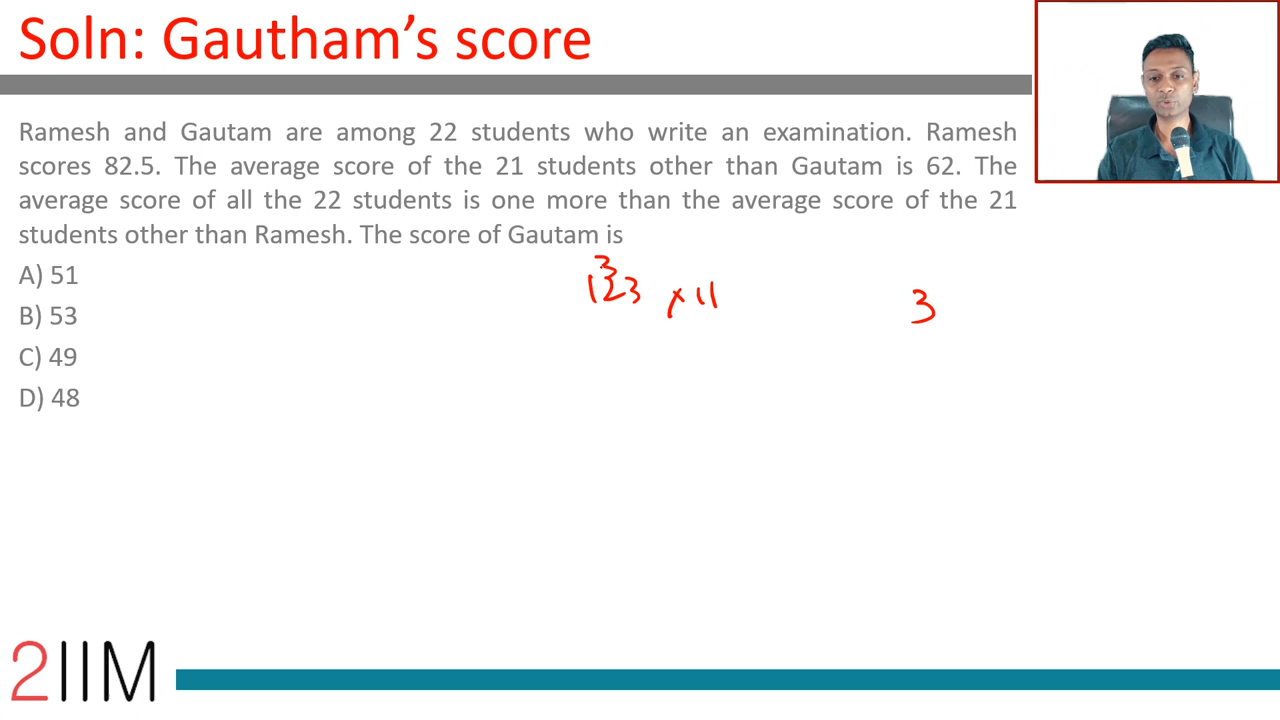 Soln: Gautham’s score
Ramesh and Gautam are among 22 students who write an examination. Ramesh
scores 82.5. The average score of the 21 students other than Gautam is 62. The
average score of all the 22 students is one more than the average score of the 21
students other than Ramesh. The score of Gautam is
A) 51
3
123 × 11
3
B) 53
C) 49
D) 48
2IIM